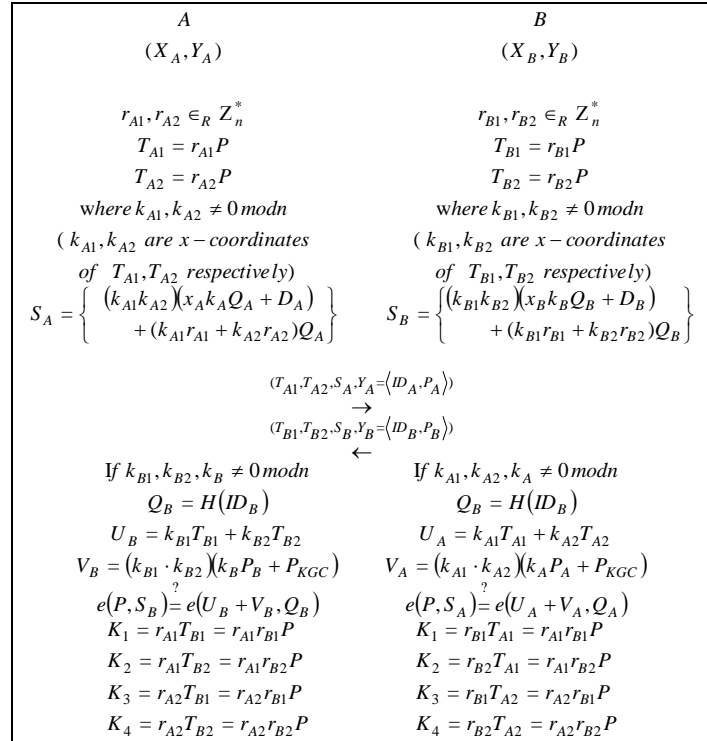 A B
(X_A, Y_A) (X_B, Y_B)
r_{A1}, r_{A2} ∈_R Z_n^* r_{B1}, r_{B2} ∈_R Z_n^*
T_{A1} = r_{A1}P T_{B1} = r_{B1}P
T_{A2} = r_{A2}P T_{B2} = r_{B2}P
where k_{A1}, k_{A2} ≠ 0 mod n where k_{B1}, k_{B2} ≠ 0 mod n
( k_{A1}, k_{A2} are x – coordinates ( k_{B1}, k_{B2} are x – coordinates
of T_{A1}, T_{A2} respectively) of T_{B1}, T_{B2} respectively)
S_A = { (k_{A1}k_{A2})(x_A k_A Q_A + D_A) + (k_{A1}r_{A1} + k_{A2}r_{A2})Q_A } S_B = { (k_{B1}k_{B2})(x_B k_B Q_B + D_B) + (k_{B1}r_{B1} + k_{B2}r_{B2})Q_B }
(T_{A1}, T_{A2}, S_A, Y_A = ⟨ID_A, P_A⟩)
→
(T_{B1}, T_{B2}, S_B, Y_B = ⟨ID_B, P_B⟩)
←
If k_{B1}, k_{B2}, k_B ≠ 0 mod n If k_{A1}, k_{A2}, k_A ≠ 0 mod n
Q_B = H(ID_B) Q_B = H(ID_B)
U_B = k_{B1}T_{B1} + k_{B2}T_{B2} U_A = k_{A1}T_{A1} + k_{A2}T_{A2}
V_B = (k_{B1} · k_{B2})(k_B P_B + P_{KGC}) V_A = (k_{A1} · k_{A2})(k_A P_A + P_{KGC})
e(P, S_B) =? e(U_B + V_B, Q_B) e(P, S_A) =? e(U_A + V_A, Q_A)
K_1 = r_{A1}T_{B1} = r_{A1}r_{B1}P K_1 = r_{B1}T_{A1} = r_{A1}r_{B1}P
K_2 = r_{A1}T_{B2} = r_{A1}r_{B2}P K_2 = r_{B2}T_{A1} = r_{A1}r_{B2}P
K_3 = r_{A2}T_{B1} = r_{A2}r_{B1}P K_3 = r_{B1}T_{A2} = r_{A2}r_{B1}P
K_4 = r_{A2}T_{B2} = r_{A2}r_{B2}P K_4 = r_{B2}T_{A2} = r_{A2}r_{B2}P